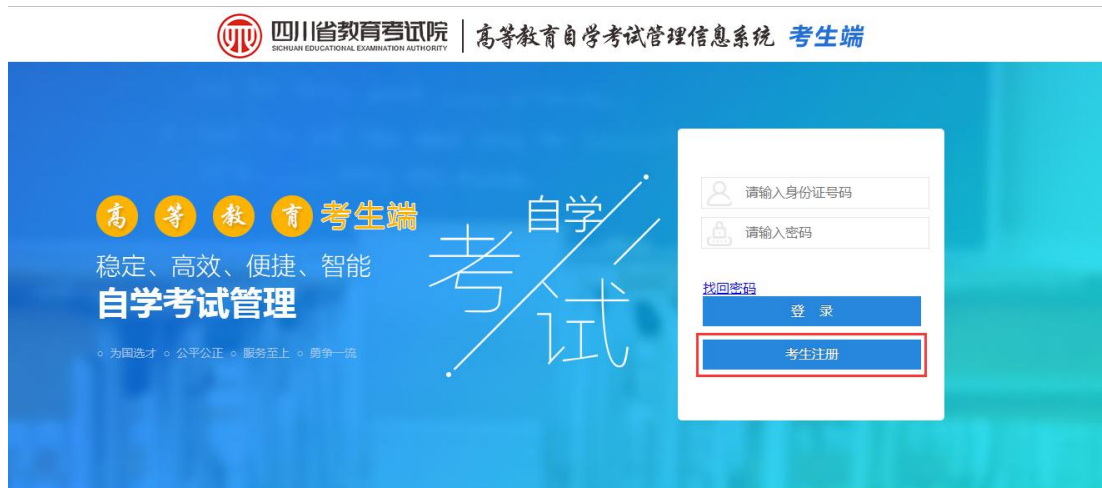 四川省教育考试院
SICHUAN EDUCATIONAL EXAMINATION AUTHORITY
高等教育自学考试管理信息系统 考生端
高等教育考生端
稳定、高效、便捷、智能
自学考试管理
。为国选才 。公平公正 。服务至上 。勇争一流
自学
考试
请输入身份证号码
请输入密码
找回密码
登 录
考生注册